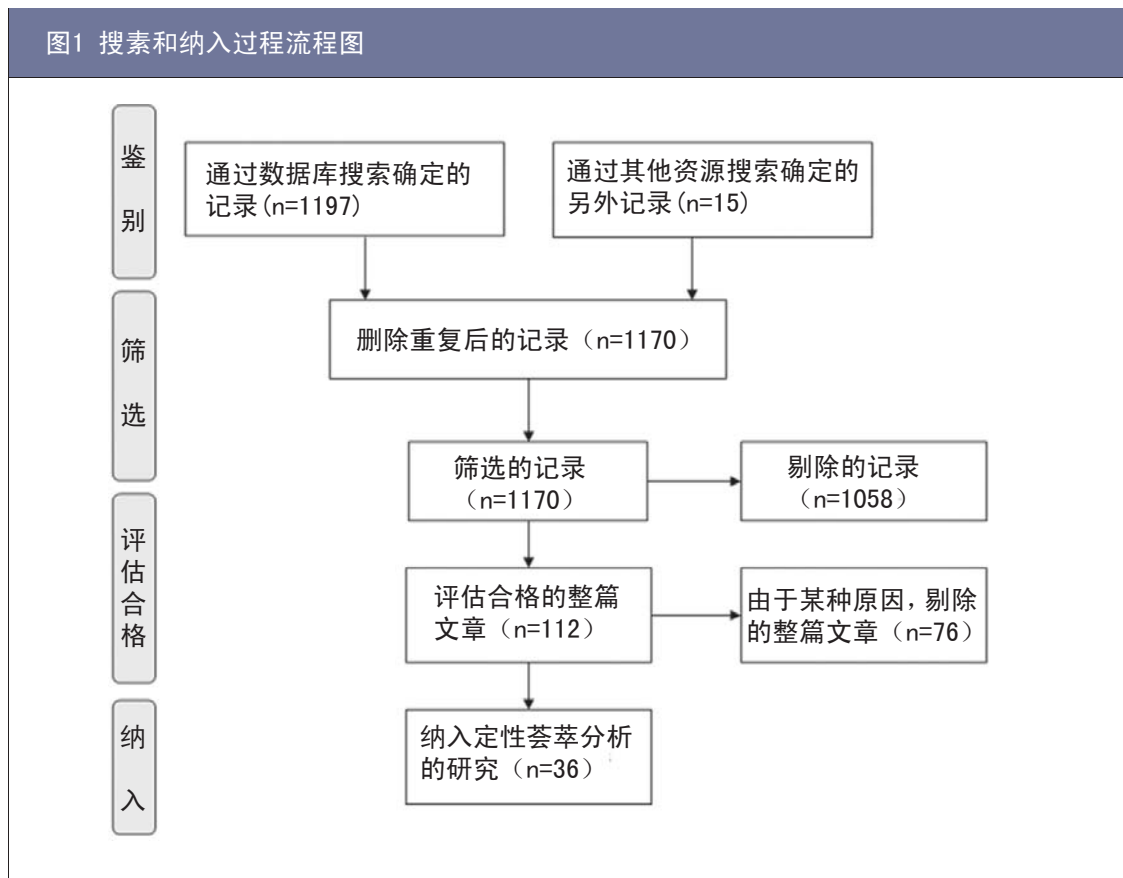 图1 搜素和纳入过程流程图
鉴
别
通过数据库搜索确定的
记录(n=1197)
通过其他资源搜索确定的
另外记录(n=15)
筛
选
删除重复后的记录（n=1170）
筛选的记录
（n=1170）
剔除的记录
（n=1058）
评
估
合
格
评估合格的整篇
文章（n=112）
由于某种原因，剔除
的整篇文章（n=76）
纳
入
纳入定性荟萃分析
的研究（n=36）